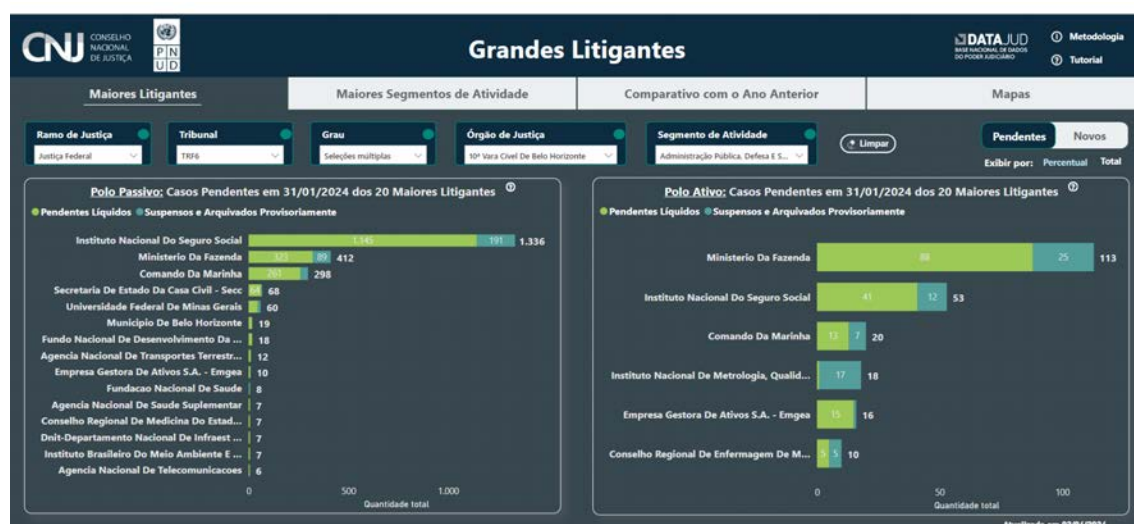 CNJ CONSELHO NACIONAL DE JUSTIÇA
P N U D
Grandes Litigantes
DATAJUD
BASE NACIONAL DE DADOS DO PODER JUDICIÁRIO
Metodologia
Tutorial
Maiores Litigantes
Maiores Segmentos de Atividade
Comparativo com o Ano Anterior
Mapas
Ramo de Justiça
Justiça Federal
Tribunal
TRF6
Grau
Seleções múltiplas
Órgão de Justiça
10ª Vara Cível De Belo Horizonte
Segmento de Atividade
Administração Pública, Defesa E S...
Limpar
Pendentes Novos
Exibir por: Percentual Total
Polo Passivo: Casos Pendentes em 31/01/2024 dos 20 Maiores Litigantes
Pendentes Líquidos Suspensos e Arquivados Provisoriamente
Instituto Nacional Do Seguro Social 1.145 191 1.336
Ministerio Da Fazenda 323 89 412
Comando Da Marinha 261 298
Secretaria De Estado Da Casa Civil - Secc 64 68
Universidade Federal De Minas Gerais 60
Municipio De Belo Horizonte 19
Fundo Nacional De Desenvolvimento Da ... 18
Agencia Nacional De Transportes Terrestr... 12
Empresa Gestora De Ativos S.A. - Emgea 10
Fundacao Nacional De Saude 8
Agencia Nacional De Saude Suplementar 7
Conselho Regional De Medicina Do Estad... 7
Dnit-Departamento Nacional De Infraest ... 7
Instituto Brasileiro Do Meio Ambiente E ... 7
Agencia Nacional De Telecomunicacoes 6
0 500 1.000
Quantidade total
Polo Ativo: Casos Pendentes em 31/01/2024 dos 20 Maiores Litigantes
Pendentes Líquidos Suspensos e Arquivados Provisoriamente
Ministerio Da Fazenda 88 25 113
Instituto Nacional Do Seguro Social 41 12 53
Comando Da Marinha 13 7 20
Instituto Nacional De Metrologia, Qualid... 17 18
Empresa Gestora De Ativos S.A. - Emgea 15 16
Conselho Regional De Enfermagem De M... 5 5 10
0 50 100
Quantidade total